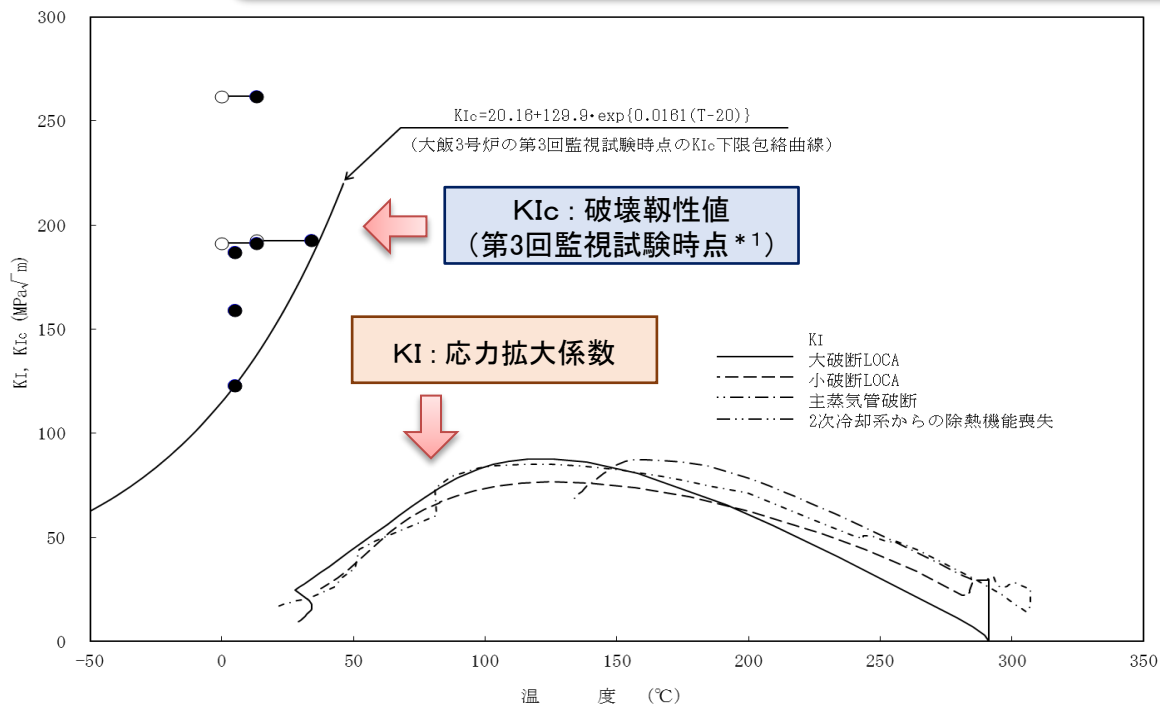 300
250
200
150
100
50
0
KI, KIc (MPa√m)
KIc=20.16+129.9・exp{0.0161(T-20)}
(大飯3号炉の第3回監視試験時点のKIc下限包絡曲線)
KIc：破壊靱性値
（第3回監視試験時点*1）
KI：応力拡大係数
KI
大破断LOCA
小破断LOCA
主蒸気管破断
2次冷却系からの除熱機能喪失
-50 0 50 100 150 200 250 300 350
温 度 (℃)